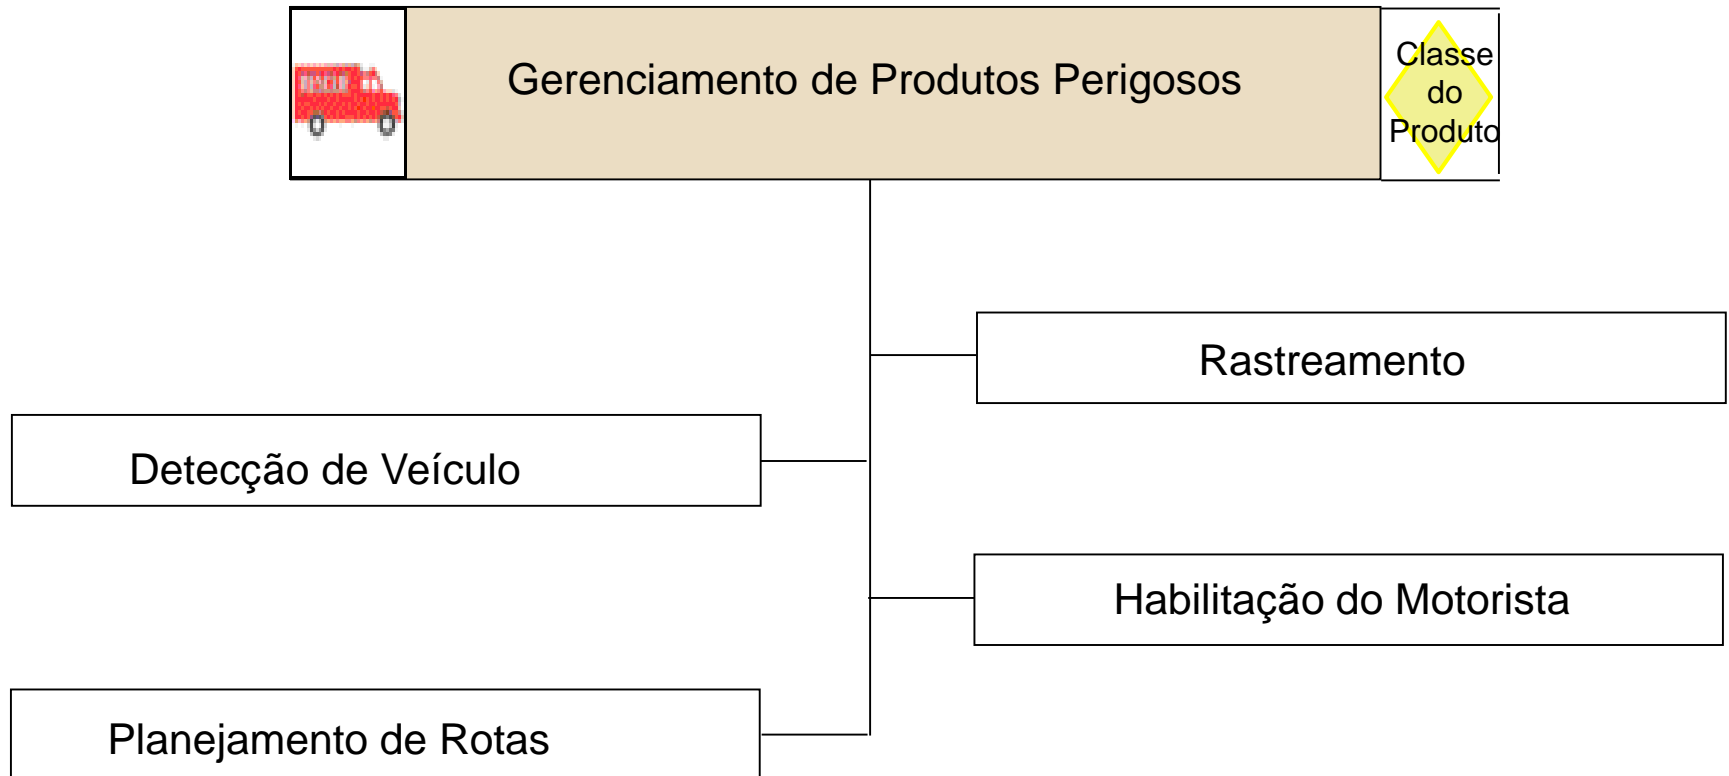 Gerenciamento de Produtos Perigosos
Classe
do
Produto
Rastreamento
Detecção de Veículo
Habilitação do Motorista
Planejamento de Rotas